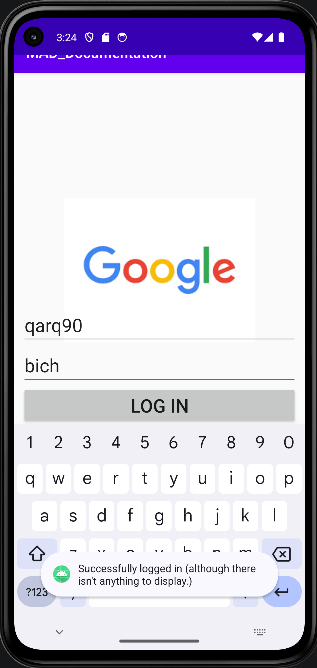 3:24
MAD_Documentation
Google
qarq90
bich
LOG IN
1 2 3 4 5 6 7 8 9 0
q w e r t y u i o p
a s d f g h j k l
z x c v b n m
Successfully logged in (although there
isn't anything to display.)
?123